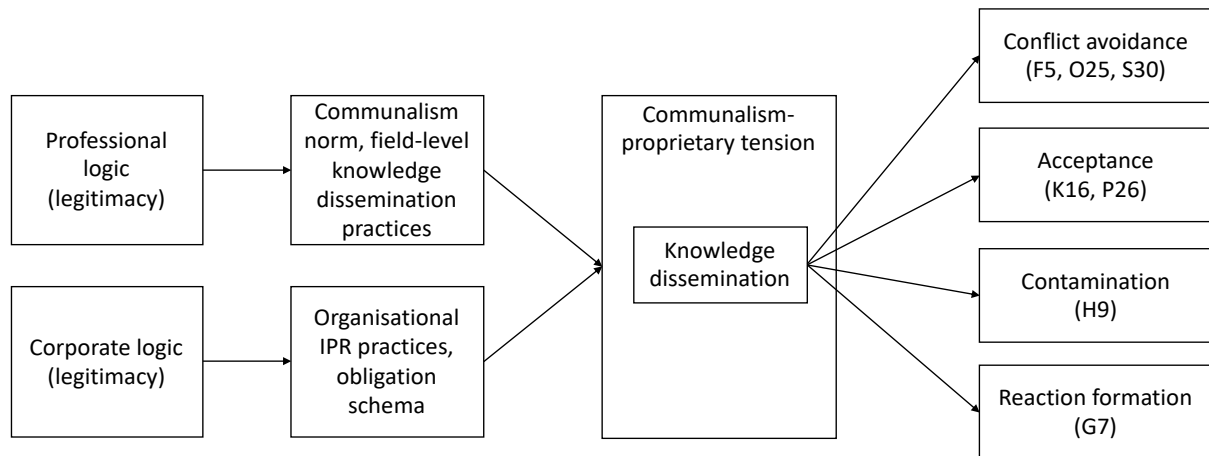 Professional
logic
(legitimacy)
Corporate logic
(legitimacy)
Communalism
norm, field-level
knowledge
dissemination
practices
Organisational
IPR practices,
obligation
schema
Communalism-
proprietary tension
Knowledge
dissemination
Conflict avoidance
(F5, O25, S30)
Acceptance
(K16, P26)
Contamination
(H9)
Reaction formation
(G7)